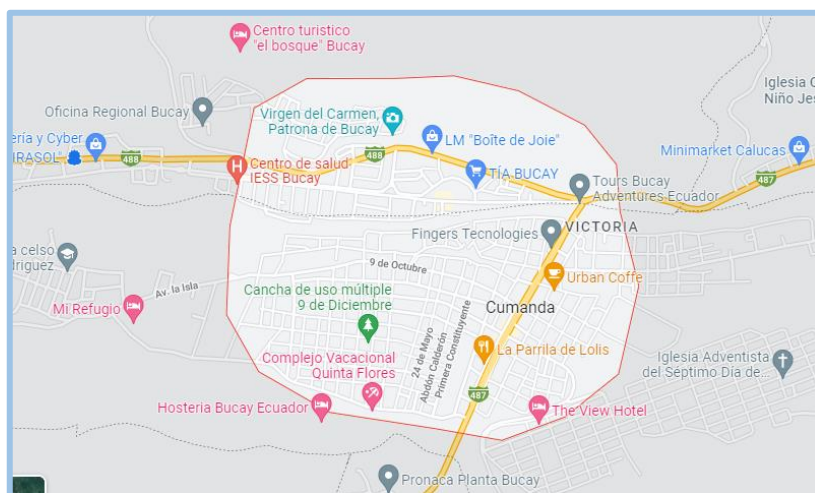 Centro turistico
"el bosque" Bucay
Iglesia C
Niño Jes
Oficina Regional Bucay
Virgen del Carmen,
Patrona de Bucay
LM "Boîte de Joie"
ería y Cyber
IRASOL"
488
488
Minimarket Calucas
Centro de salud
IESS Bucay
TÍA BUCAY
487
Tours Bucay
Adventures Ecuador
Fingers Tecnologies
VICTORIA
a celso
driguez
9 de Octubre
Urban Coffe
Av. la Isla
Cancha de uso múltiple
9 de Diciembre
Mi Refugio
Cumanda
24 de Mayo
Abdón Calderón
Primera Constituyente
La Parrila de Lolis
Complejo Vacacional
Quinta Flores
Iglesia Adventista
del Séptimo Día de...
Hosteria Bucay Ecuador
487
The View Hotel
Pronaca Planta Bucay